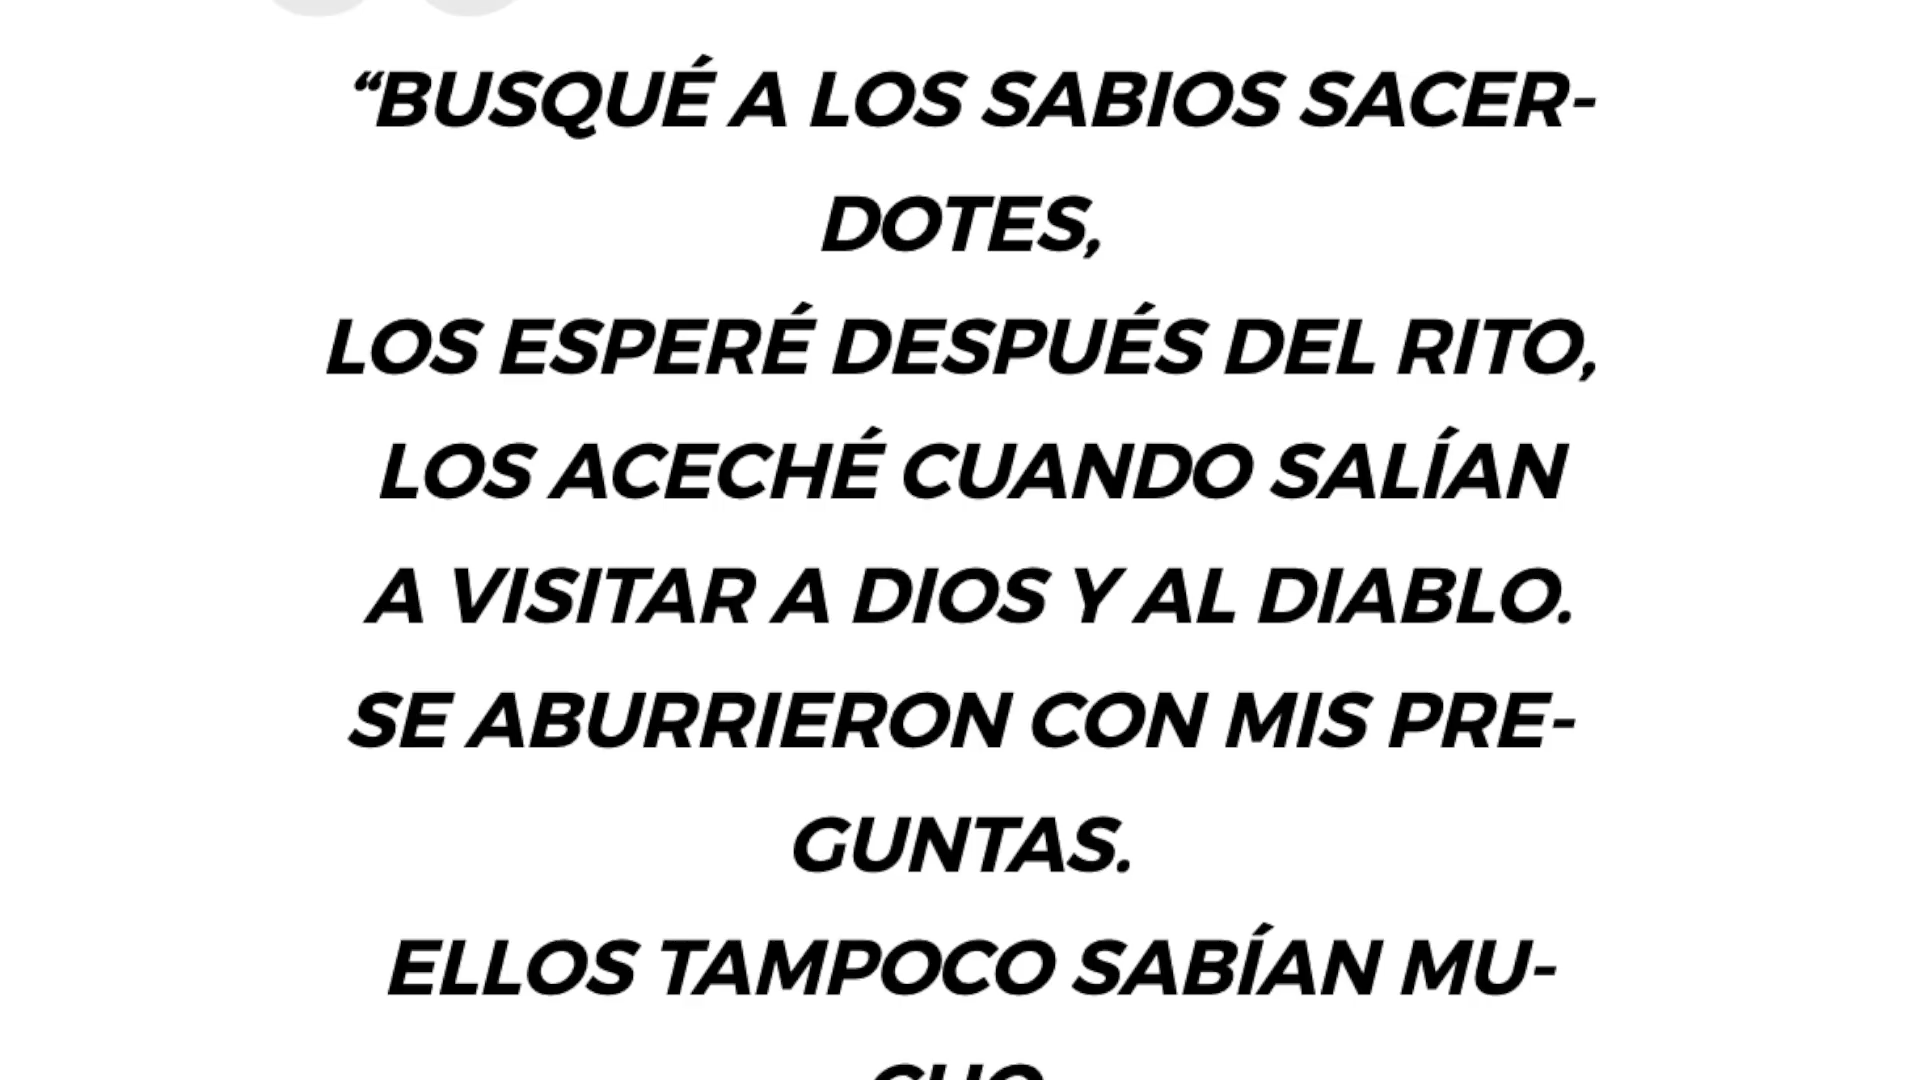 “BUSQUÉ A LOS SABIOS SACER-
DOTES,
LOS ESPERÉ DESPUÉS DEL RITO,
LOS ACECHÉ CUANDO SALÍAN
A VISITAR A DIOS Y AL DIABLO.
SE ABURRIERON CON MIS PRE-
GUNTAS.
ELLOS TAMPOCO SABÍAN MU-